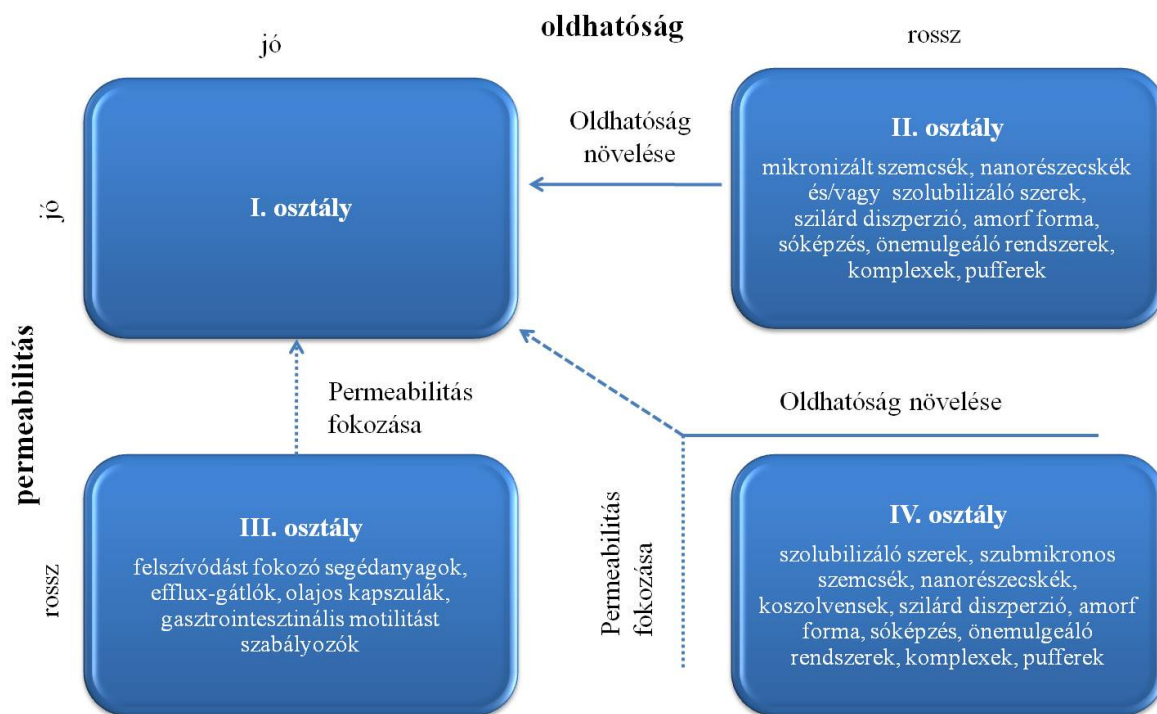 oldhatóság
jó
rossz
jó
I. osztály
Oldhatóság
növelése
II. osztály
mikronizált szemcsék, nanorészecskék
és/vagy szolubilizáló szerek,
szilárd diszperzió, amorf forma,
sóképzés, önemulgeáló rendszerek,
komplexek, pufferek
permeabilitás
Permeabilitás
fokozása
Oldhatóság növelése
rossz
III. osztály
felszívódást fokozó segédanyagok,
efflux-gátlók, olajos kapszulák,
gasztrointesztinális motilitást
szabályozók
Permeabilitás
fokozása
IV. osztály
szolubilizáló szerek, szubmikronos
szemcsék, nanorészecskék,
koszolvensek, szilárd diszperzió, amorf
forma, sóképzés, önemulgeáló
rendszerek, komplexek, pufferek